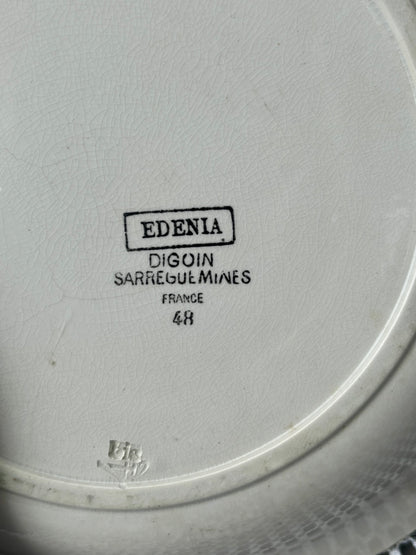 EDENIA
DIGOIN
SARREGUEMINES
FRANCE
48